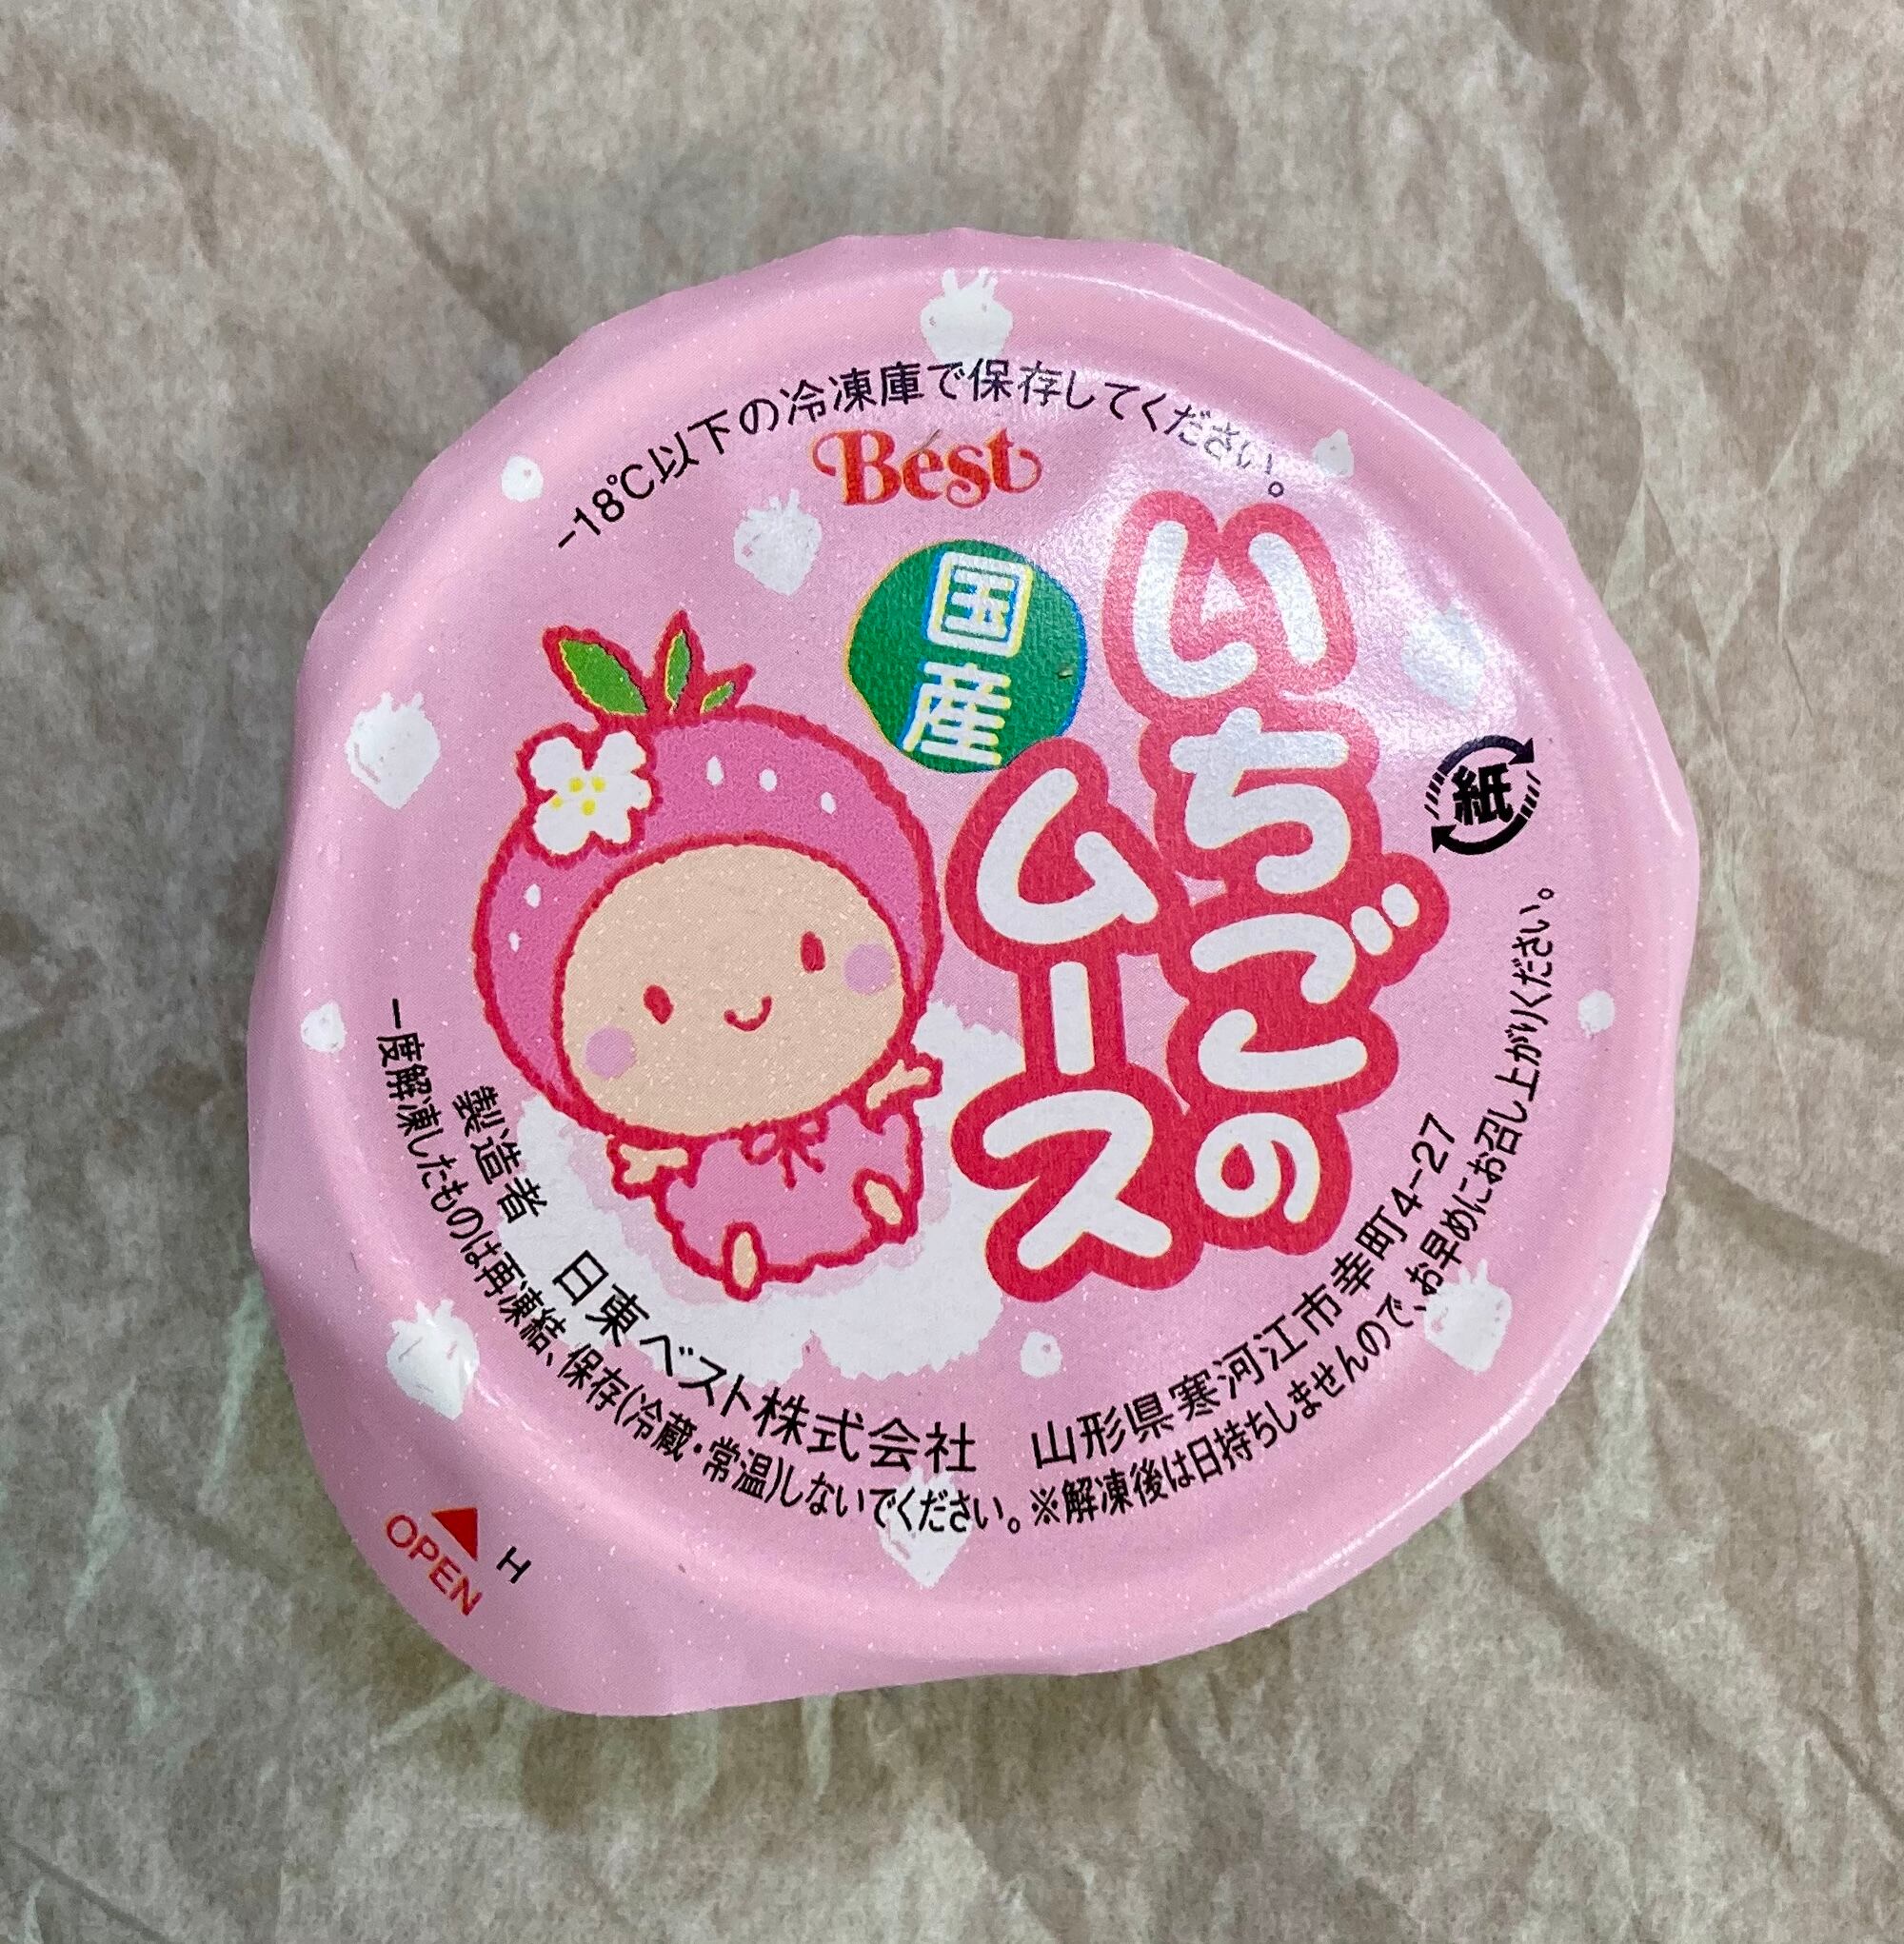 -18℃以下の冷凍庫で保存してください。
Best
国産
いちごの
ムース
紙
製造者 日東ベスト株式会社 山形県寒河江市幸町4-27
一度解凍したものは再凍結、保存(冷蔵・常温)しないでください。※解凍後は日持ちしませんので、お早めにお召し上がりください。
OPEN
H